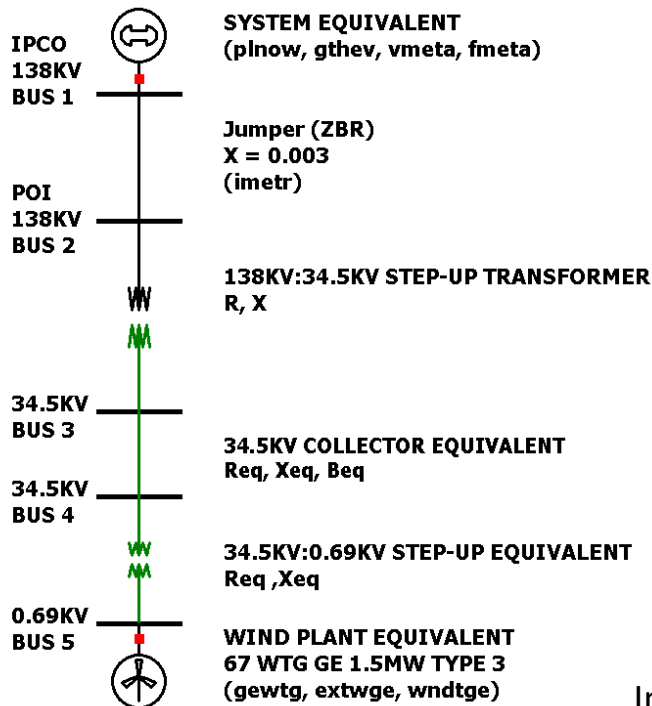 SYSTEM EQUIVALENT
(plnow, gthev, vmeta, fmeta)
IPCO
138KV
BUS 1
Jumper (ZBR)
X = 0.003
(imetr)
POI
138KV
BUS 2
138KV:34.5KV STEP-UP TRANSFORMER
R, X
34.5KV
BUS 3
34.5KV COLLECTOR EQUIVALENT
Req, Xeq, Beq
34.5KV
BUS 4
34.5KV:0.69KV STEP-UP EQUIVALENT
Req ,Xeq
0.69KV
BUS 5
WIND PLANT EQUIVALENT
67 WTG GE 1.5MW TYPE 3
(gewtg, extwge, wndtge)